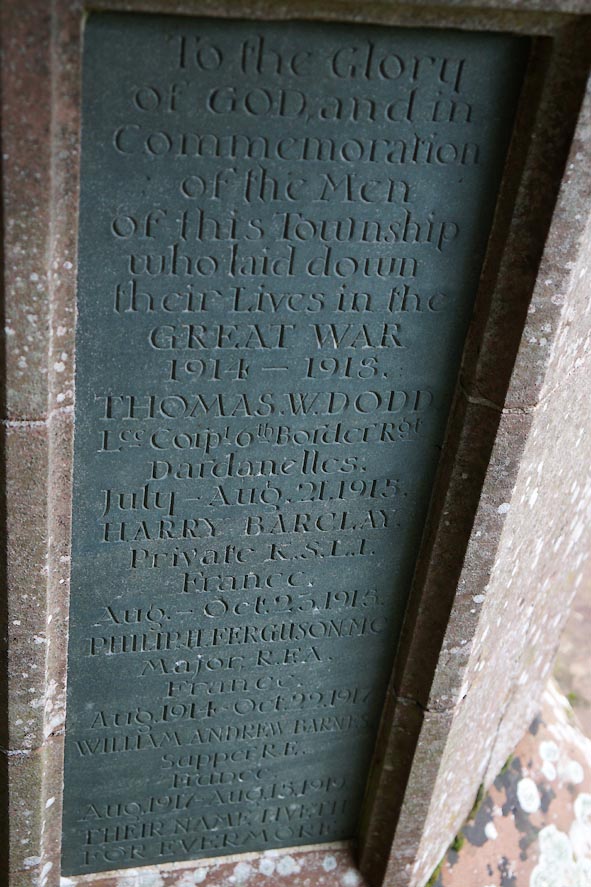 To the Glory
of GOD, and in
Commemoration
of the Men
of this Township
who laid down
their Lives in the
GREAT WAR
1914 – 1918.
THOMAS.W.DODD
Lce Corpl 6th Border Rgt
Dardanelles.
July – Aug. 21. 1915.
HARRY BARCLAY.
Private K.S.L.I.
France.
Aug. – Oct. 25. 1915.
PHILIP.H.FERGUSON.MC
Major, R.F.A.
France.
Aug. 1914 – Oct. 22. 1917
WILLIAM ANDREW BARNES
Sapper R.E.
France.
Aug. 1917 – Aug. 15. 1919.
THEIR NAME LIVETH
FOR EVERMORE